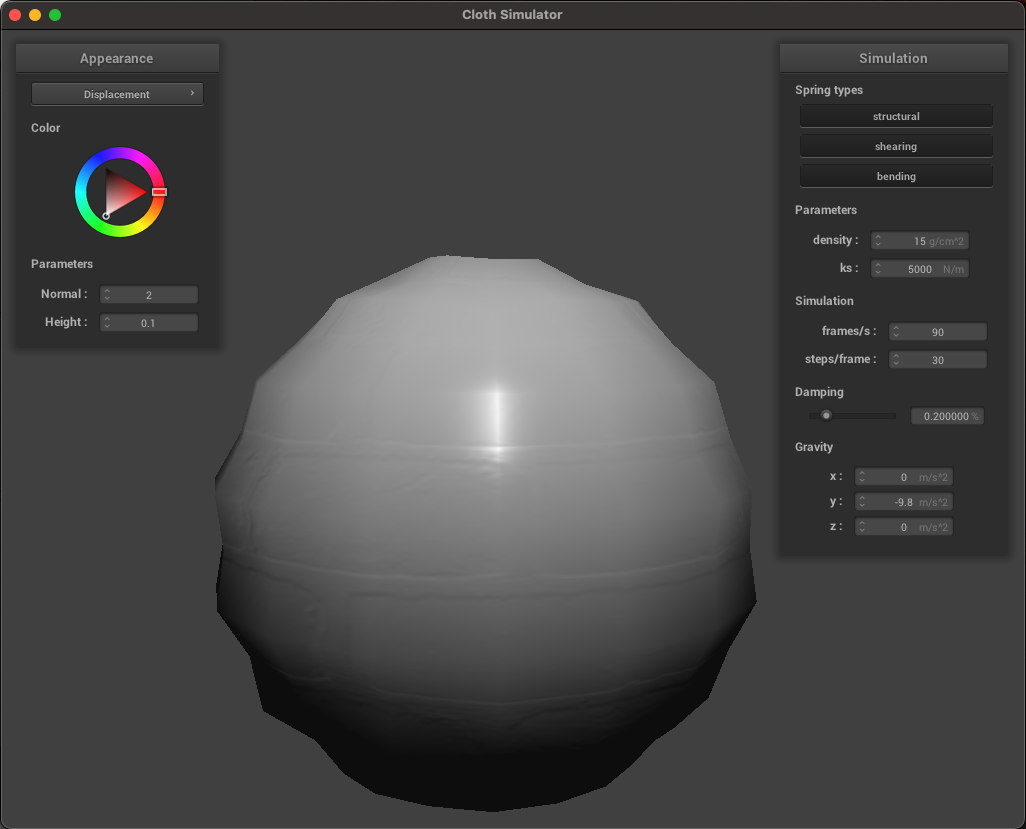 Cloth Simulator
Appearance
Displacement ›
Color
Parameters
Normal : 2
Height : 0.1
Simulation
Spring types
structural
shearing
bending
Parameters
density : 15 g/cm^2
ks : 5000 N/m
Simulation
frames/s : 90
steps/frame : 30
Damping
0.200000 %
Gravity
x : 0 m/s^2
y : -9.8 m/s^2
z : 0 m/s^2